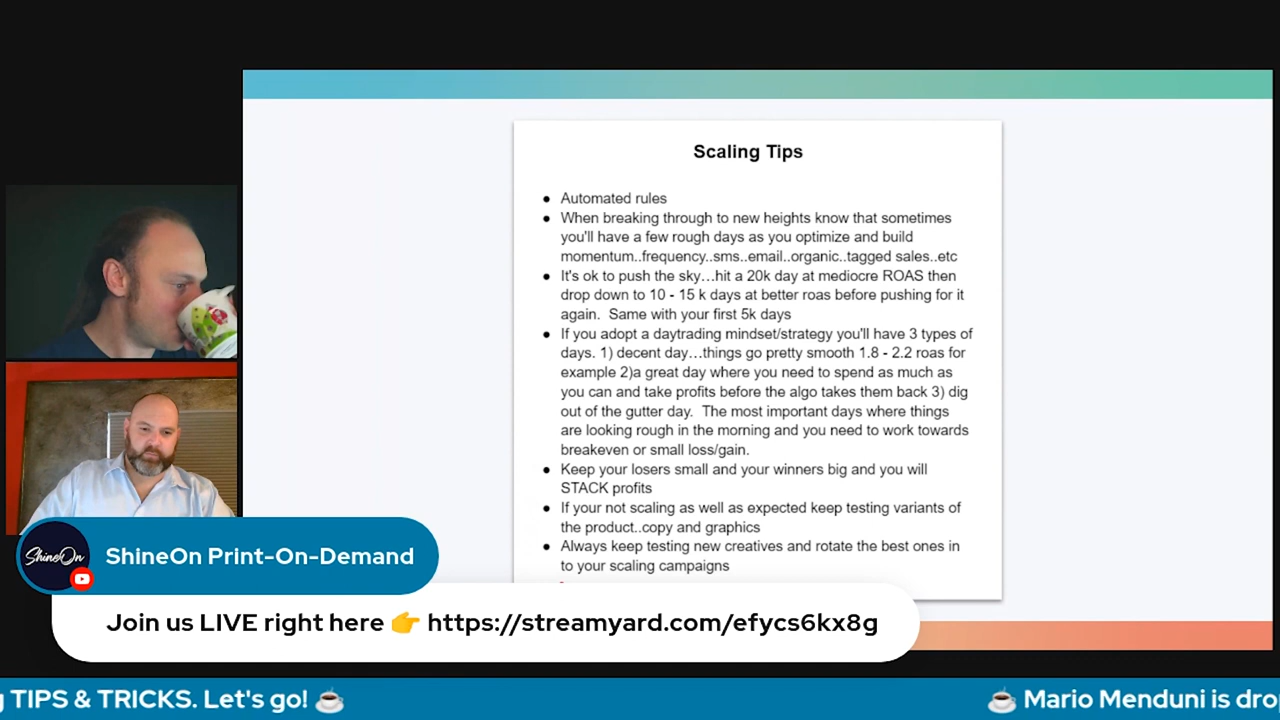 Scaling Tips
● Automated rules
● When breaking through to new heights know that sometimes
you'll have a few rough days as you optimize and build
momentum..frequency..sms..email..organic..tagged sales..etc
● It's ok to push the sky…hit a 20k day at mediocre ROAS then
drop down to 10 - 15 k days at better roas before pushing for it
again.  Same with your first 5k days
● If you adopt a daytrading mindset/strategy you'll have 3 types of
days. 1) decent day…things go pretty smooth 1.8 - 2.2 roas for
example 2)a great day where you need to spend as much as
you can and take profits before the algo takes them back 3) dig
out of the gutter day.  The most important days where things
are looking rough in the morning and you need to work towards
breakeven or small loss/gain.
● Keep your losers small and your winners big and you will
STACK profits
● If your not scaling as well as expected keep testing variants of
the product..copy and graphics
● Always keep testing new creatives and rotate the best ones in
to your scaling campaigns
ShineOn
ShineOn Print-On-Demand
Join us LIVE right here 👉 https://streamyard.com/efycs6kx8g
g TIPS & TRICKS. Let's go! ☕ ☕ Mario Menduni is drop